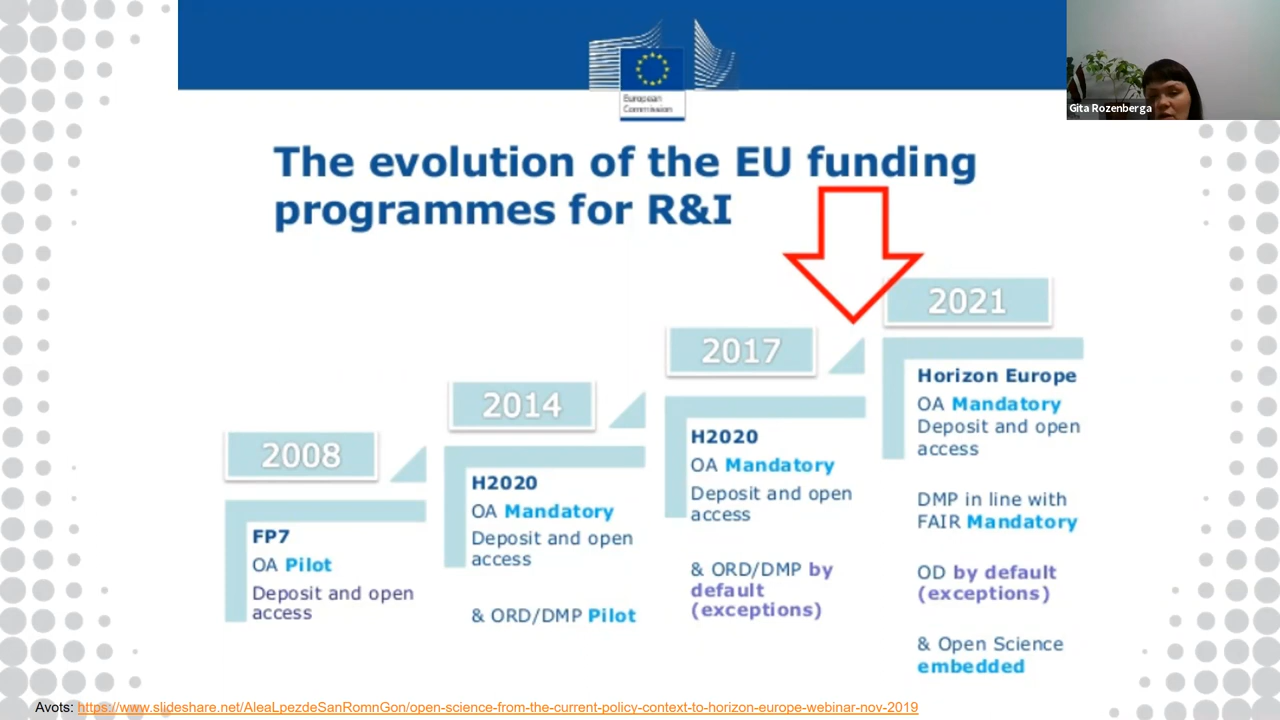 European
Commission
Gita Rozenberga
The evolution of the EU funding
programmes for R&I
2008
FP7
OA Pilot
Deposit and open
access
2014
H2020
OA Mandatory
Deposit and open
access
& ORD/DMP Pilot
2017
H2020
OA Mandatory
Deposit and open
access
& ORD/DMP by
default
(exceptions)
2021
Horizon Europe
OA Mandatory
Deposit and open
access
DMP in line with
FAIR Mandatory
OD by default
(exceptions)
& Open Science
embedded
Avots: https://www.slideshare.net/AleaLpezdeSanRomnGon/open-science-from-the-current-policy-context-to-horizon-europe-webinar-nov-2019